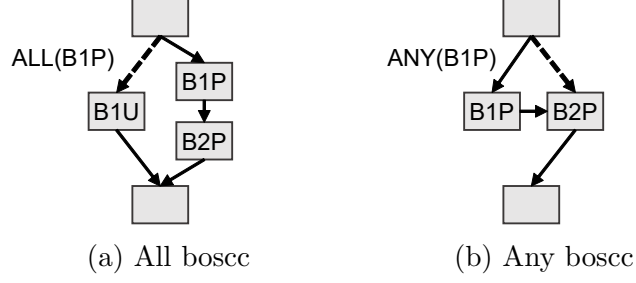 ALL(B1P)
B1P
B1U
B2P
(a) All boscc
ANY(B1P)
B1P
B2P
(b) Any boscc